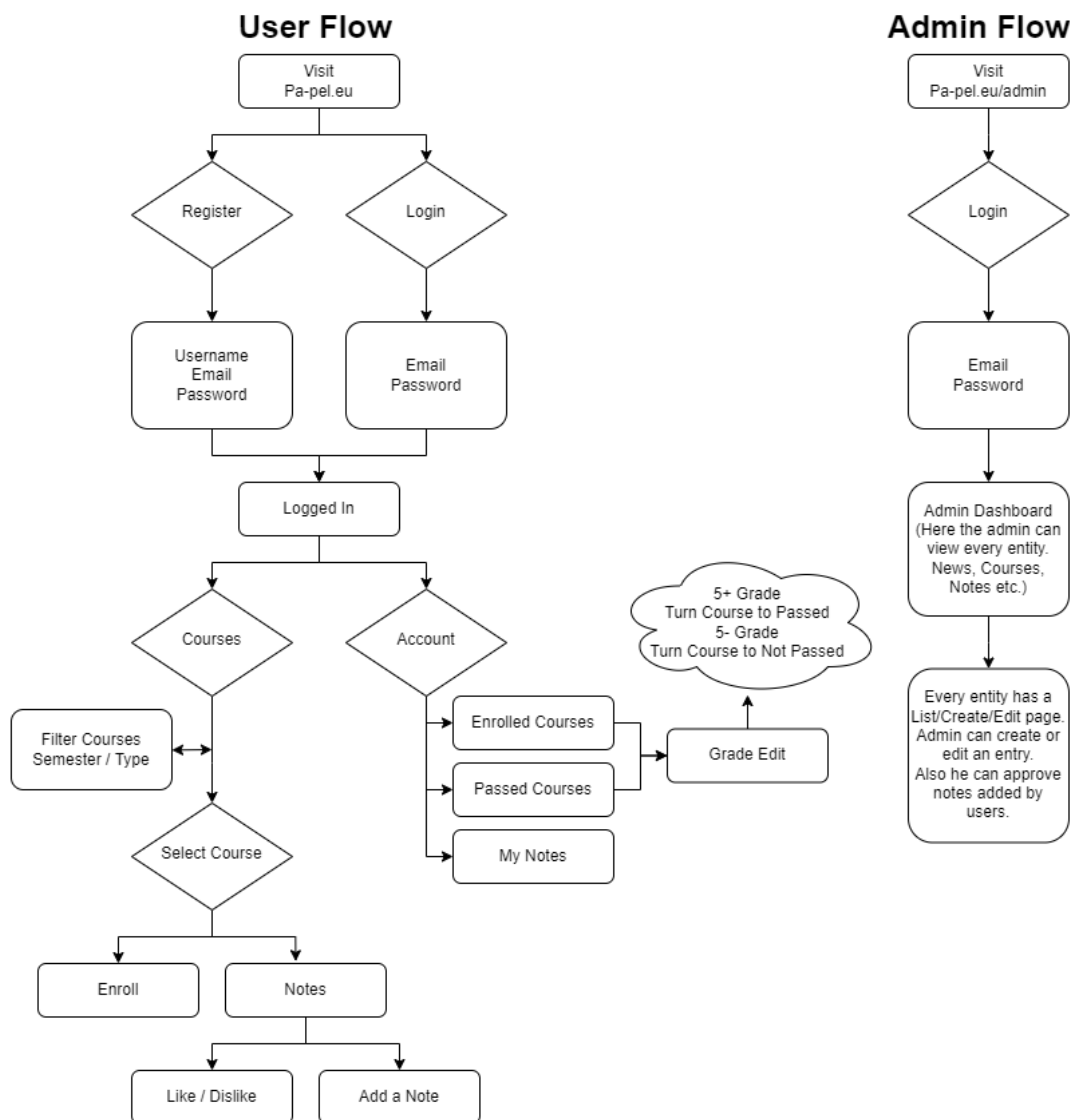 User Flow
Admin Flow
Visit
Pa-pel.eu
Visit
Pa-pel.eu/admin
Register
Login
Login
Username
Email
Password
Email
Password
Email
Password
Logged In
Admin Dashboard
(Here the admin can
view every entity.
News, Courses,
Notes etc.)
5+ Grade
Turn Course to Passed
5- Grade
Turn Course to Not Passed
Courses
Account
Filter Courses
Semester / Type
Enrolled Courses
Passed Courses
My Notes
Grade Edit
Every entity has a
List/Create/Edit page.
Admin can create or
edit an entry.
Also he can approve
notes added by
users.
Select Course
Enroll
Notes
Like / Dislike
Add a Note